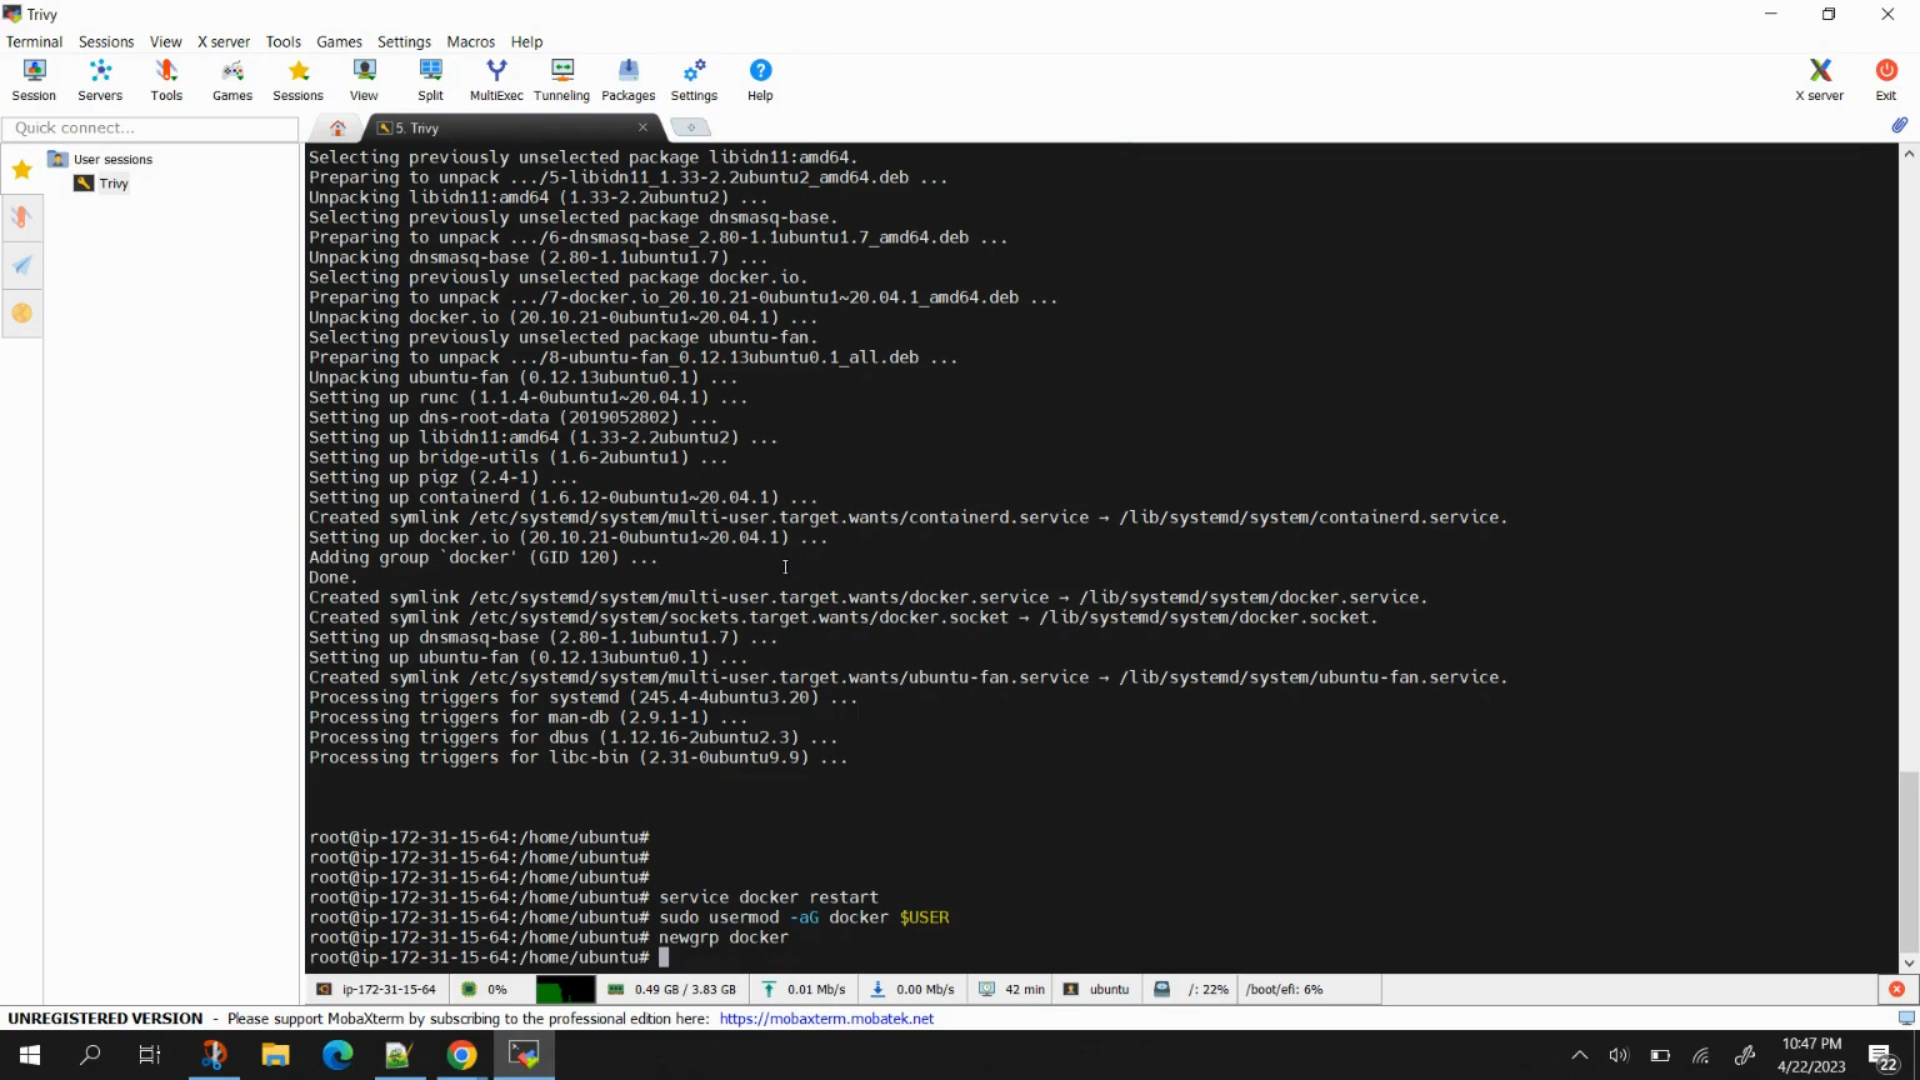 Trivy
Terminal Sessions View X server Tools Games Settings Macros Help
Session Servers Tools Games Sessions View Split MultiExec Tunneling Packages Settings Help X server Exit
Quick connect...
5. Trivy
User sessions
Trivy
Selecting previously unselected package libidn11:amd64.
Preparing to unpack .../5-libidn11_1.33-2.2ubuntu2_amd64.deb ...
Unpacking libidn11:amd64 (1.33-2.2ubuntu2) ...
Selecting previously unselected package dnsmasq-base.
Preparing to unpack .../6-dnsmasq-base_2.80-1.1ubuntu1.7_amd64.deb ...
Unpacking dnsmasq-base (2.80-1.1ubuntu1.7) ...
Selecting previously unselected package docker.io.
Preparing to unpack .../7-docker.io_20.10.21-0ubuntu1~20.04.1_amd64.deb ...
Unpacking docker.io (20.10.21-0ubuntu1~20.04.1) ...
Selecting previously unselected package ubuntu-fan.
Preparing to unpack .../8-ubuntu-fan_0.12.13ubuntu0.1_all.deb ...
Unpacking ubuntu-fan (0.12.13ubuntu0.1) ...
Setting up runc (1.1.4-0ubuntu1~20.04.1) ...
Setting up dns-root-data (2019052802) ...
Setting up libidn11:amd64 (1.33-2.2ubuntu2) ...
Setting up bridge-utils (1.6-2ubuntu1) ...
Setting up pigz (2.4-1) ...
Setting up containerd (1.6.12-0ubuntu1~20.04.1) ...
Created symlink /etc/systemd/system/multi-user.target.wants/containerd.service → /lib/systemd/system/containerd.service.
Setting up docker.io (20.10.21-0ubuntu1~20.04.1) ...
Adding group `docker' (GID 120) ...
Done.
Created symlink /etc/systemd/system/multi-user.target.wants/docker.service → /lib/systemd/system/docker.service.
Created symlink /etc/systemd/system/sockets.target.wants/docker.socket → /lib/systemd/system/docker.socket.
Setting up dnsmasq-base (2.80-1.1ubuntu1.7) ...
Setting up ubuntu-fan (0.12.13ubuntu0.1) ...
Created symlink /etc/systemd/system/multi-user.target.wants/ubuntu-fan.service → /lib/systemd/system/ubuntu-fan.service.
Processing triggers for systemd (245.4-4ubuntu3.20) ...
Processing triggers for man-db (2.9.1-1) ...
Processing triggers for dbus (1.12.16-2ubuntu2.3) ...
Processing triggers for libc-bin (2.31-0ubuntu9.9) ...
root@ip-172-31-15-64:/home/ubuntu#
root@ip-172-31-15-64:/home/ubuntu#
root@ip-172-31-15-64:/home/ubuntu#
root@ip-172-31-15-64:/home/ubuntu# service docker restart
root@ip-172-31-15-64:/home/ubuntu# sudo usermod -aG docker $USER
root@ip-172-31-15-64:/home/ubuntu# newgrp docker
root@ip-172-31-15-64:/home/ubuntu#
ip-172-31-15-64 0% 0.49 GB / 3.83 GB 0.01 Mb/s 0.00 Mb/s 42 min ubuntu /: 22% /boot/efi: 6%
UNREGISTERED VERSION - Please support MobaXterm by subscribing to the professional edition here: https://mobaxterm.mobatek.net
10:47 PM
4/22/2023
22